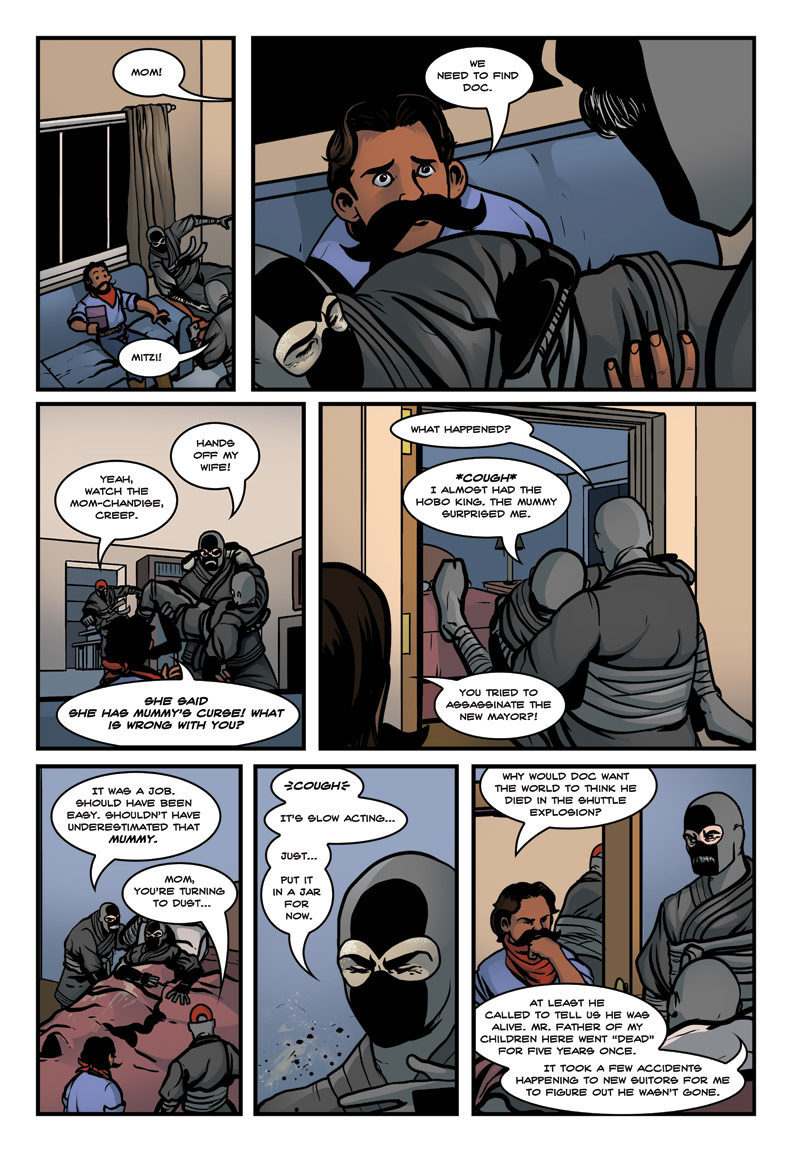 MOM!
MITZI!
WE
NEED TO FIND
DOC.
HANDS
OFF MY
WIFE!
YEAH,
WATCH THE
MOM-CHANDISE,
CREEP.
SHE SAID
SHE HAS MUMMY'S CURSE! WHAT
IS WRONG WITH YOU?
WHAT HAPPENED?
*COUGH*
I ALMOST HAD THE
HOBO KING. THE MUMMY
SURPRISED ME.
YOU TRIED TO
ASSASSINATE THE
NEW MAYOR?!
IT WAS A JOB.
SHOULD HAVE BEEN
EASY. SHOULDN'T HAVE
UNDERESTIMATED THAT
MUMMY.
MOM,
YOU'RE TURNING
TO DUST...
COUGH
IT'S SLOW ACTING...
JUST...
PUT IT
IN A JAR
FOR
NOW.
WHY WOULD DOC WANT
THE WORLD TO THINK HE
DIED IN THE SHUTTLE
EXPLOSION?
AT LEAST HE
CALLED TO TELL US HE WAS
ALIVE. MR. FATHER OF MY
CHILDREN HERE WENT "DEAD"
FOR FIVE YEARS ONCE.
IT TOOK A FEW ACCIDENTS
HAPPENING TO NEW SUITORS FOR ME
TO FIGURE OUT HE WASN'T GONE.